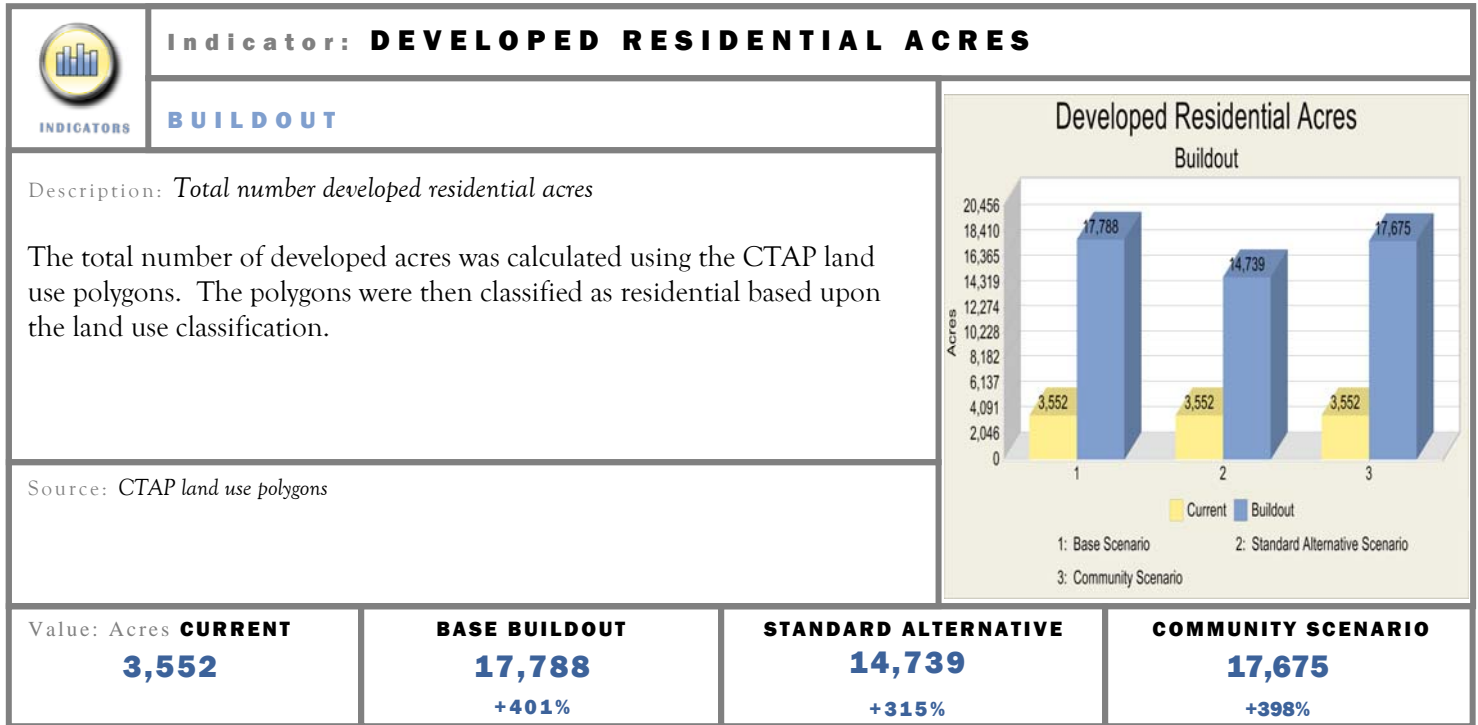 INDICATORS
Indicator: DEVELOPED RESIDENTIAL ACRES
BUILDOUT
Description: Total number developed residential acres
The total number of developed acres was calculated using the CTAP land
use polygons. The polygons were then classified as residential based upon
the land use classification.
Source: CTAP land use polygons
Developed Residential Acres
Buildout
Acres
20,456
18,410
16,365
14,319
12,274
10,228
8,182
6,137
4,091
2,046
0
3,552
17,788
3,552
14,739
3,552
17,675
1 2 3
Current Buildout
1: Base Scenario 2: Standard Alternative Scenario
3: Community Scenario
Value: Acres CURRENT
3,552
BASE BUILDOUT
17,788
+401%
STANDARD ALTERNATIVE
14,739
+315%
COMMUNITY SCENARIO
17,675
+398%